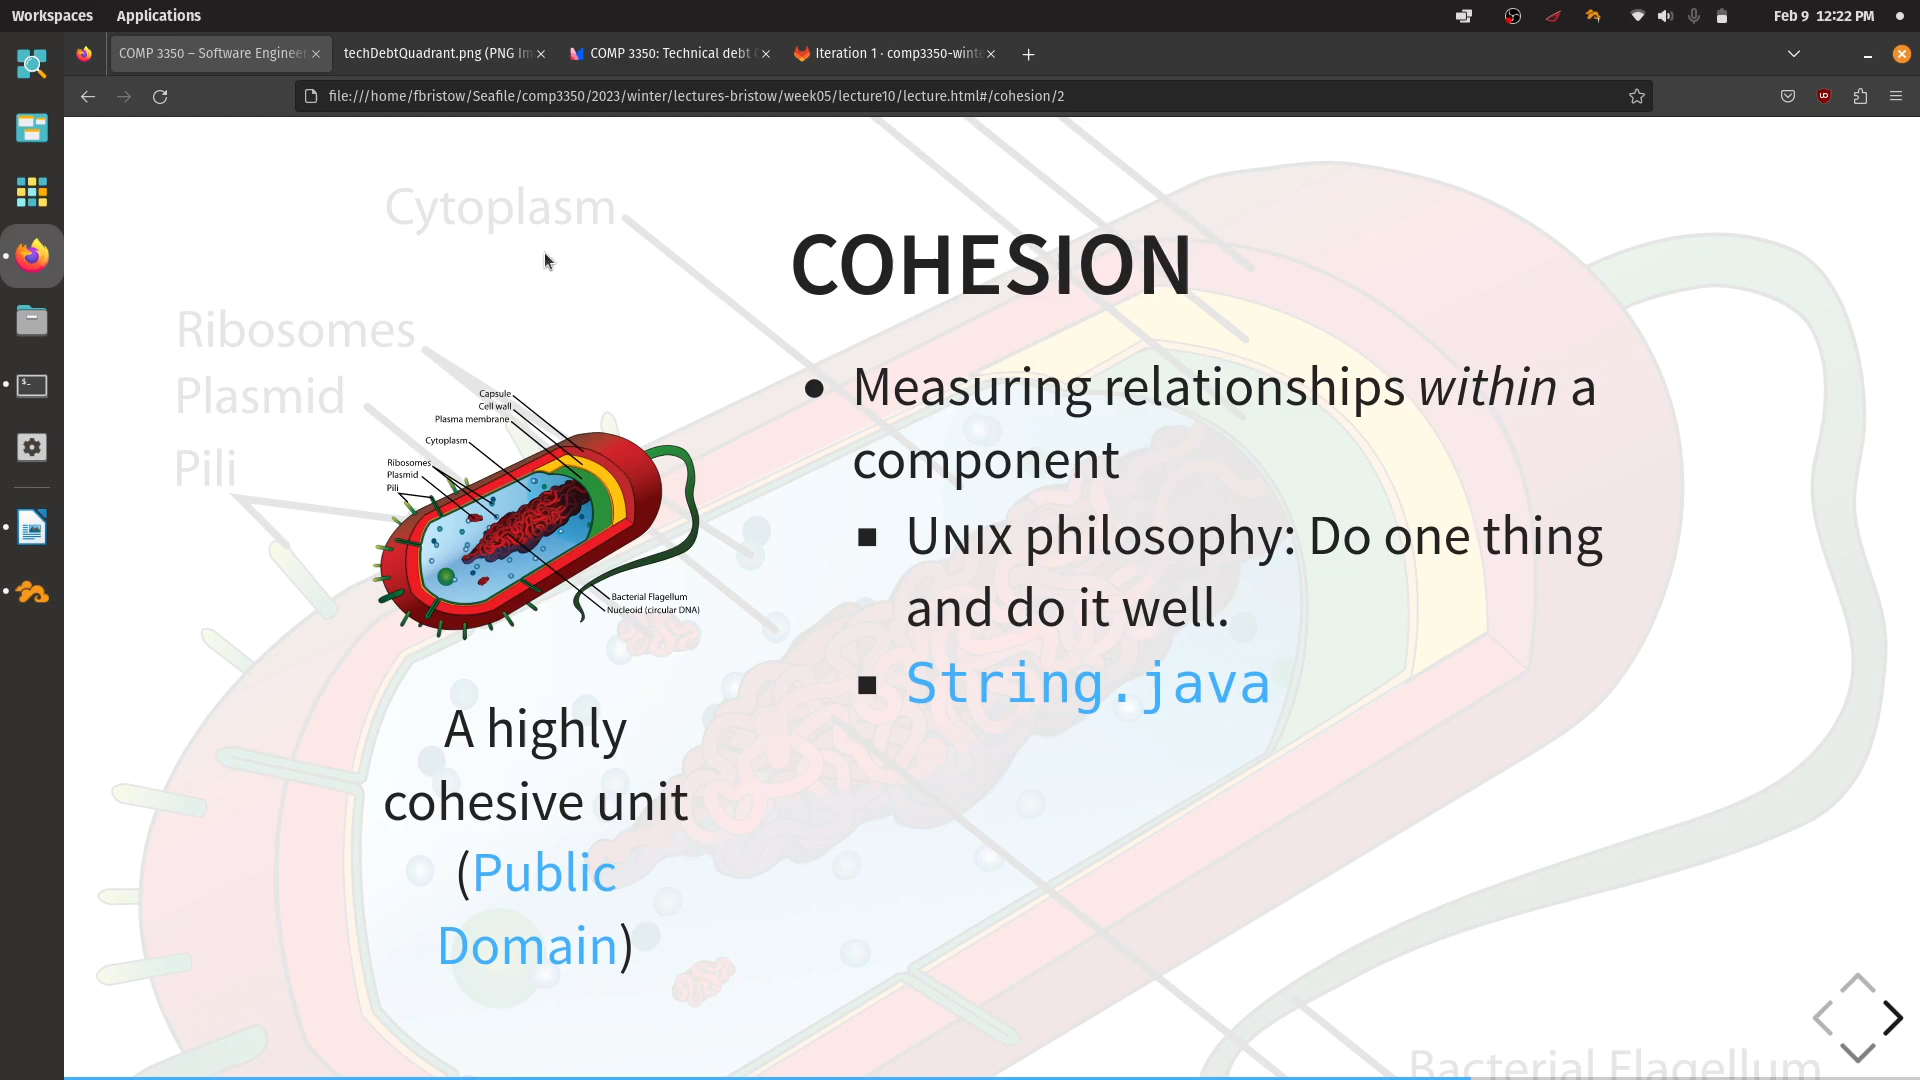 Workspaces Applications
Feb 9 12:22 PM
COMP 3350 – Software Engineer
techDebtQuadrant.png (PNG Im
COMP 3350: Technical debt
Iteration 1 · comp3350-winte
file:///home/fbristow/Seafile/comp3350/2023/winter/lectures-bristow/week05/lecture10/lecture.html#/cohesion/2
Cytoplasm
Ribosomes
Plasmid
Pili
COHESION
Capsule
Cell wall
Plasma membrane
Cytoplasm
Ribosomes
Plasmid
Pili
Bacterial Flagellum
Nucleoid (circular DNA)
A highly
cohesive unit
(Public
Domain)
• Measuring relationships within a
component
▪ UNIX philosophy: Do one thing
and do it well.
▪ String.java
Bacterial Flagellum